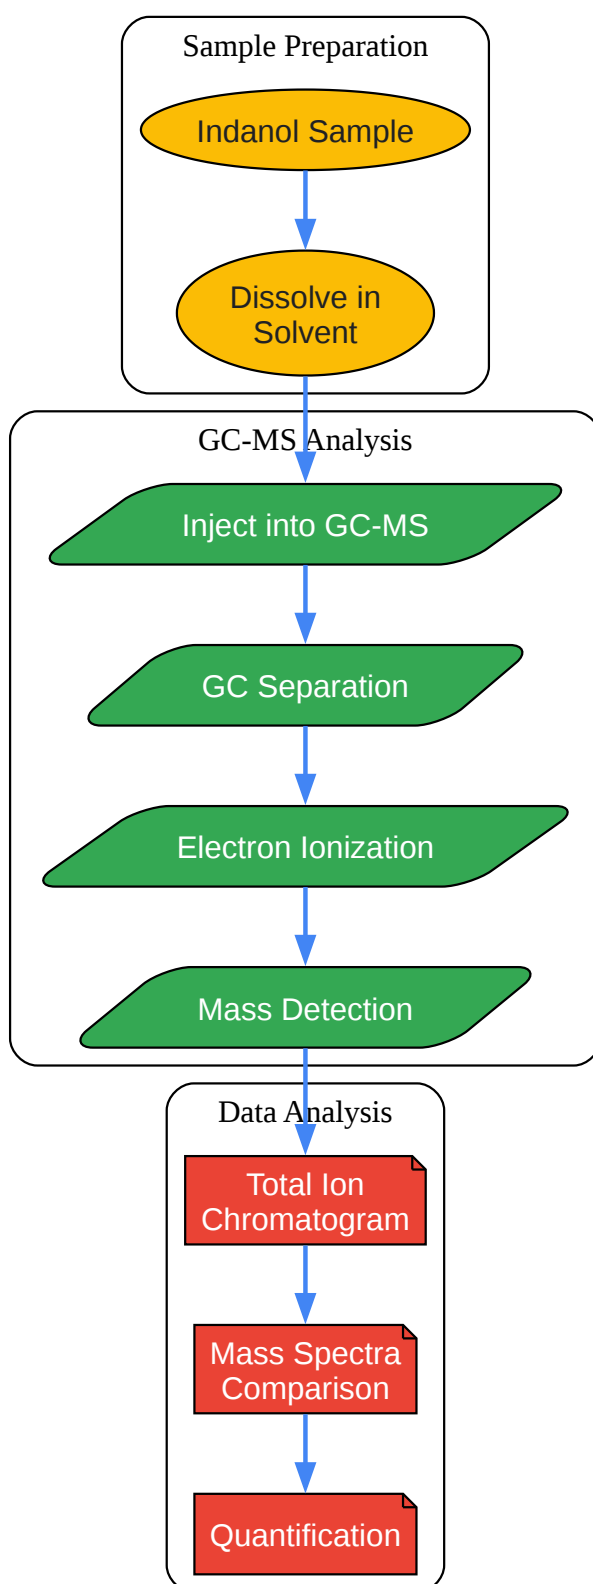 Sample Preparation
Indanol Sample
Dissolve in
Solvent
GC-MS Analysis
Inject into GC-MS
GC Separation
Electron Ionization
Mass Detection
Data Analysis
Total Ion
Chromatogram
Mass Spectra
Comparison
Quantification